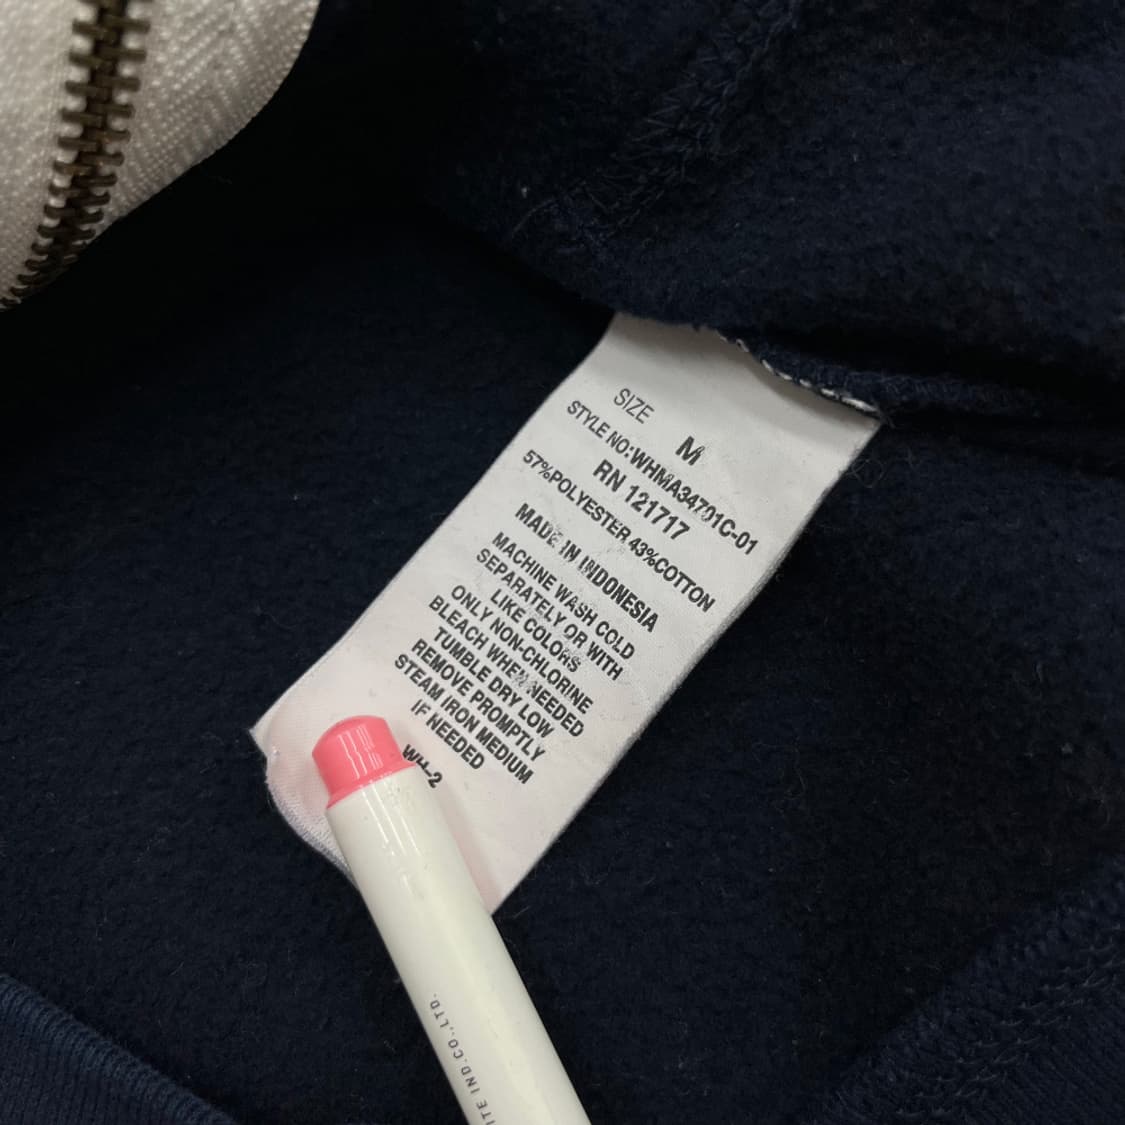 SIZE
M
STYLE NO:WHMA34701C-01
RN 121717
57%POLYESTER 43%COTTON
MADE IN INDONESIA
MACHINE WASH COLD
SEPARATELY OR WITH
LIKE COLORS
ONLY NON-CHLORINE
BLEACH WHEN NEEDED
TUMBLE DRY LOW
REMOVE PROMPTLY
STEAM IRON MEDIUM
IF NEEDED
WH-2
IND.CO.,LTD.